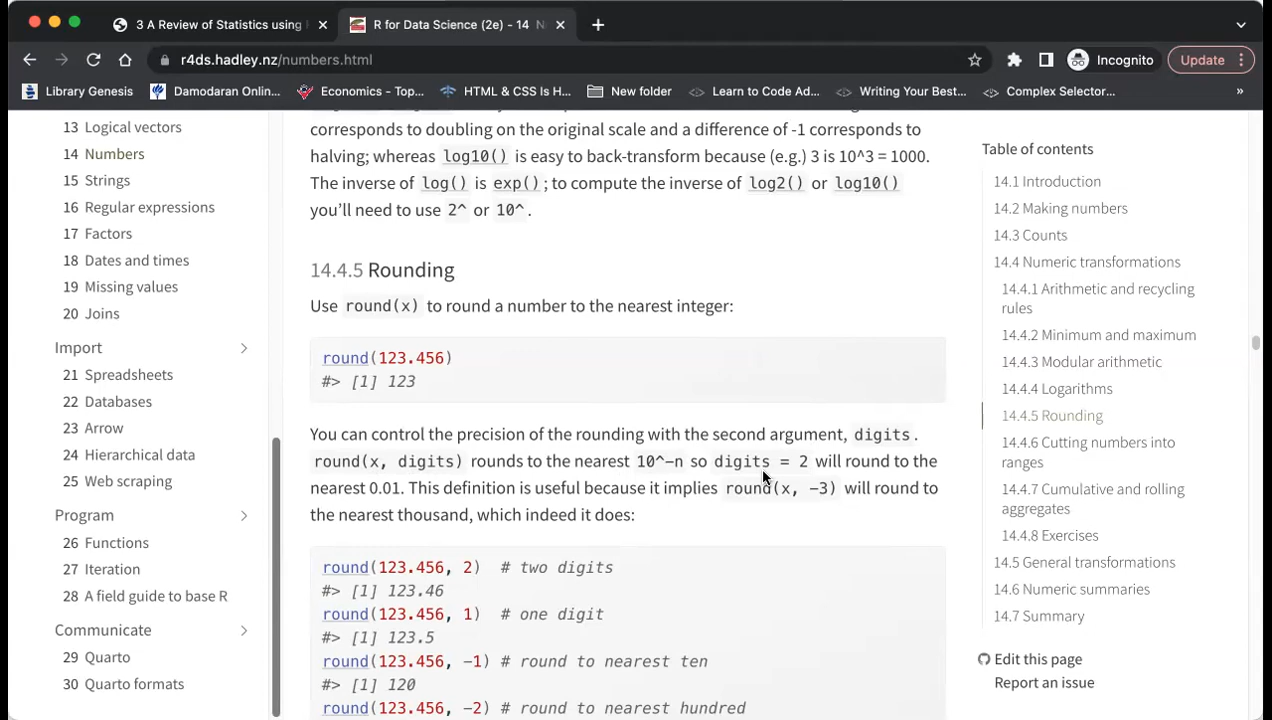 3 A Review of Statistics using
R for Data Science (2e) - 14 N
r4ds.hadley.nz/numbers.html
Incognito
Update
Library Genesis
Damodaran Onlin...
Economics - Top...
HTML & CSS Is H...
New folder
Learn to Code Ad...
Writing Your Best...
Complex Selector...
»
13 Logical vectors
14 Numbers
15 Strings
16 Regular expressions
17 Factors
18 Dates and times
19 Missing values
20 Joins
Import
21 Spreadsheets
22 Databases
23 Arrow
24 Hierarchical data
25 Web scraping
Program
26 Functions
27 Iteration
28 A field guide to base R
Communicate
29 Quarto
30 Quarto formats
corresponds to doubling on the original scale and a difference of -1 corresponds to
halving; whereas log10() is easy to back-transform because (e.g.) 3 is 10^3 = 1000.
The inverse of log() is exp(); to compute the inverse of log2() or log10()
you’ll need to use 2^ or 10^.
14.4.5 Rounding
Use round(x) to round a number to the nearest integer:
round(123.456)
#> [1] 123
You can control the precision of the rounding with the second argument, digits.
round(x, digits) rounds to the nearest 10^-n so digits = 2 will round to the
nearest 0.01. This definition is useful because it implies round(x, -3) will round to
the nearest thousand, which indeed it does:
round(123.456, 2)  # two digits
#> [1] 123.46
round(123.456, 1)  # one digit
#> [1] 123.5
round(123.456, -1) # round to nearest ten
#> [1] 120
round(123.456, -2) # round to nearest hundred
Table of contents
14.1 Introduction
14.2 Making numbers
14.3 Counts
14.4 Numeric transformations
14.4.1 Arithmetic and recycling
rules
14.4.2 Minimum and maximum
14.4.3 Modular arithmetic
14.4.4 Logarithms
14.4.5 Rounding
14.4.6 Cutting numbers into
ranges
14.4.7 Cumulative and rolling
aggregates
14.4.8 Exercises
14.5 General transformations
14.6 Numeric summaries
14.7 Summary
Edit this page
Report an issue